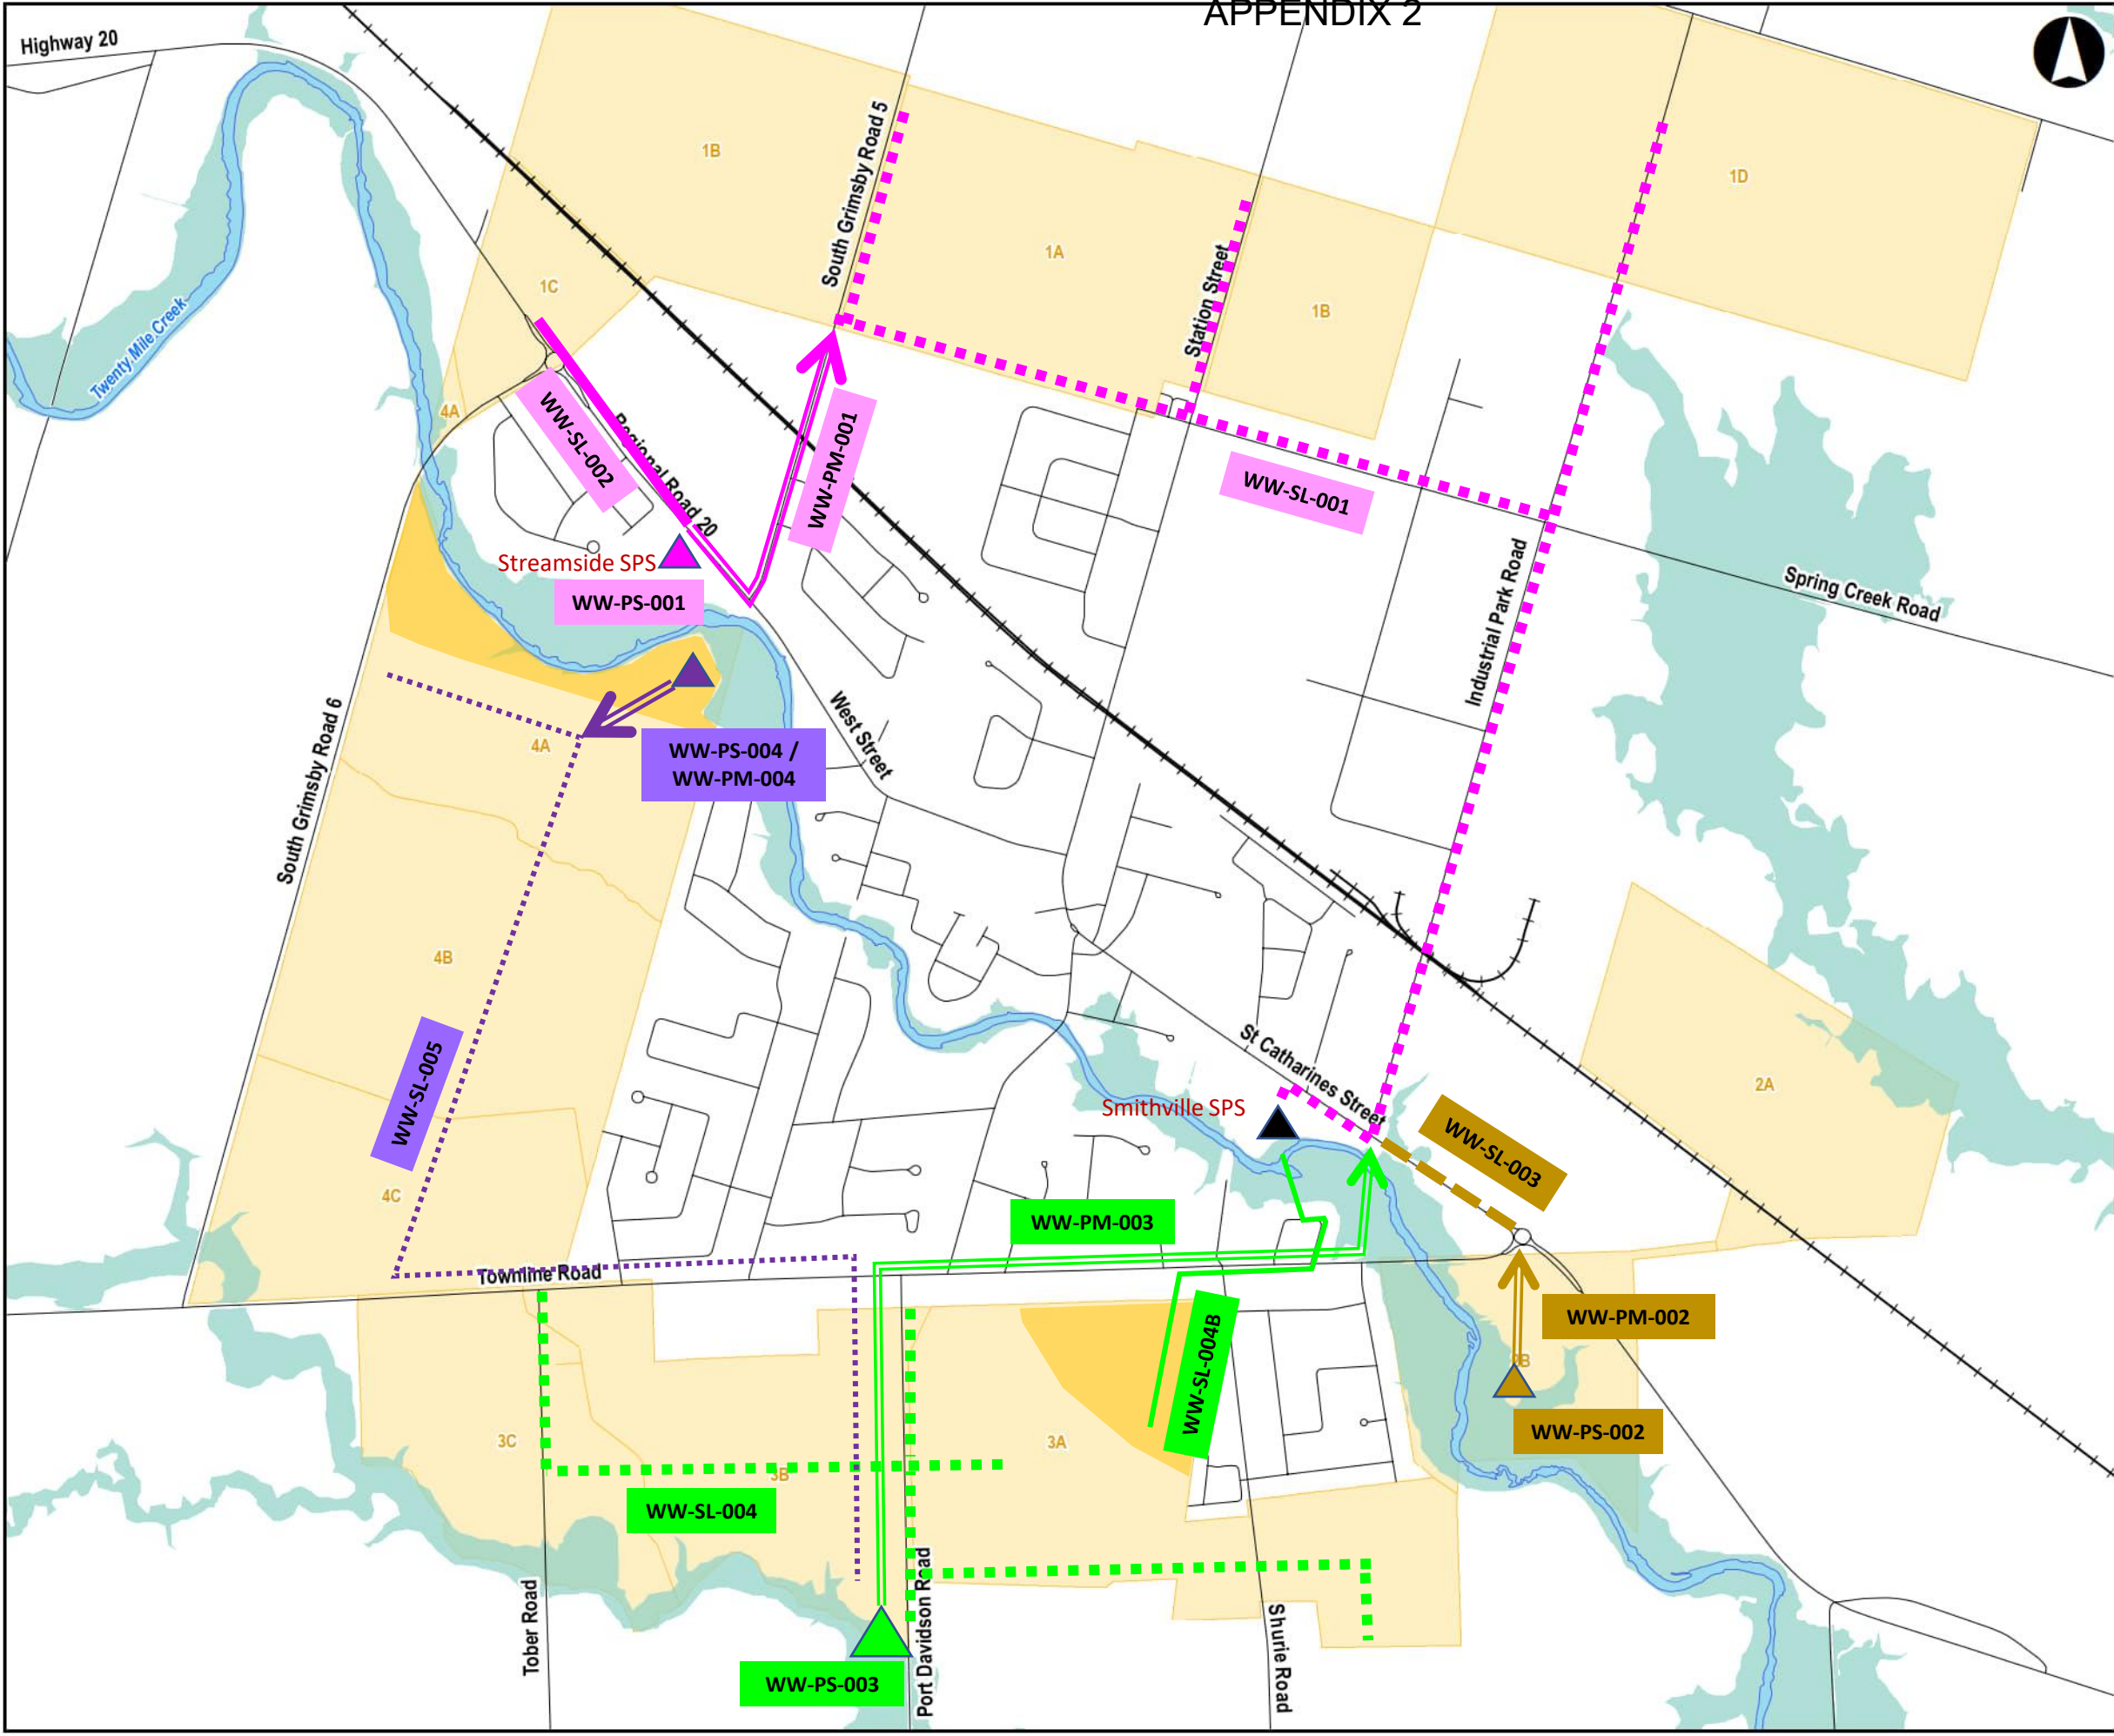 APPENDIX 2
Highway 20
1B
South Grimsby Road 5
1D
1A
Station Street
1C
1B
Twenty Mile Creek
4A
WW-SL-002
Regional Road 20
WW-PM-001
WW-SL-001
Streamside SPS
WW-PS-001
Industrial Park Road
Spring Creek Road
South Grimsby Road 6
4A
WW-PS-004 /
WW-PM-004
West Street
4B
WW-SL-005
St Catharines Street
2A
Smithville SPS
WW-SL-003
4C
WW-PM-003
Townline Road
WW-SL-004B
WW-PM-002
2B
WW-PS-002
3C
3B
3A
WW-SL-004
Tober Road
Port Davidson Road
Shurie Road
WW-PS-003